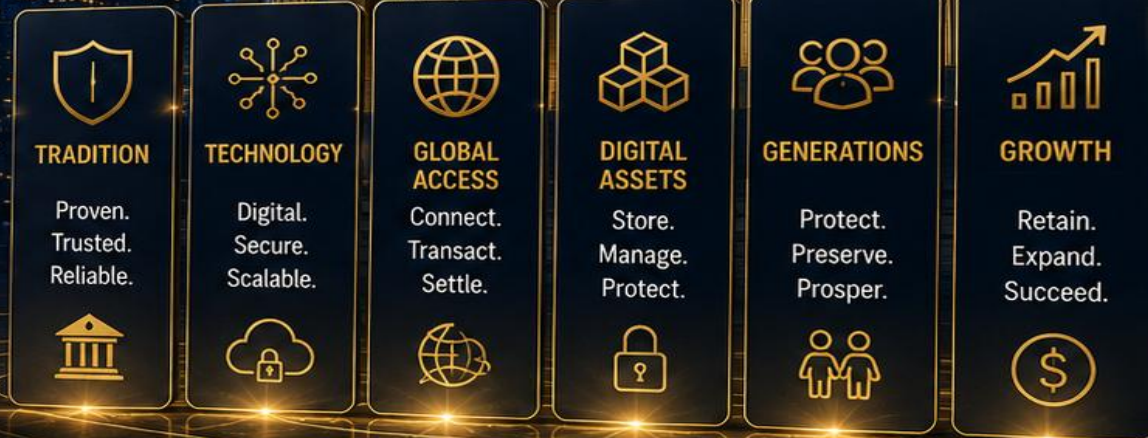 TRADITION
Proven.
Trusted.
Reliable.
TECHNOLOGY
Digital.
Secure.
Scalable.
GLOBAL
ACCESS
Connect.
Transact.
Settle.
DIGITAL
ASSETS
Store.
Manage.
Protect.
GENERATIONS
Protect.
Preserve.
Prosper.
GROWTH
Retain.
Expand.
Succeed.
$